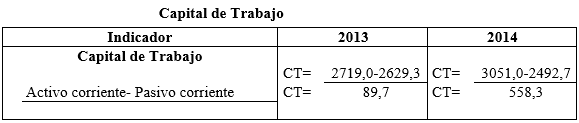 Capital de Trabajo
Indicador 2013 2014
Capital de Trabajo
CT= 2719,0-2629,3 CT= 3051,0-2492,7
Activo corriente- Pasivo corriente CT= 89,7 CT= 558,3